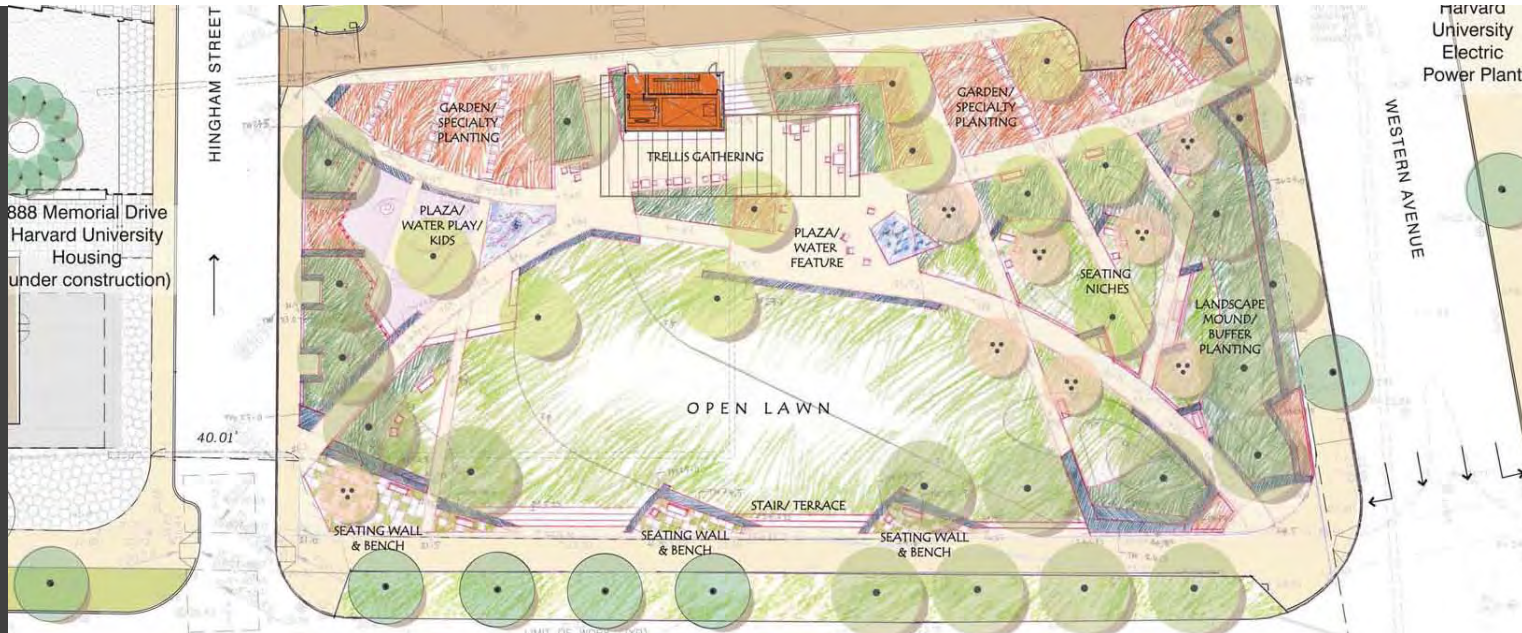 HINGHAM STREET
Harvard
University
Electric
Power Plant
WESTERN AVENUE
GARDEN/
SPECIALTY
PLANTING
TRELLIS GATHERING
GARDEN/
SPECIALTY
PLANTING
888 Memorial Drive
Harvard University
Housing
under construction)
PLAZA/
WATER PLAY/
KIDS
PLAZA/
WATER
FEATURE
SEATING
NICHES
LANDSCAPE
MOUND/
BUFFER
PLANTING
OPEN LAWN
40.01'
STAIR/ TERRACE
SEATING WALL
& BENCH
SEATING WALL
& BENCH
SEATING WALL
& BENCH